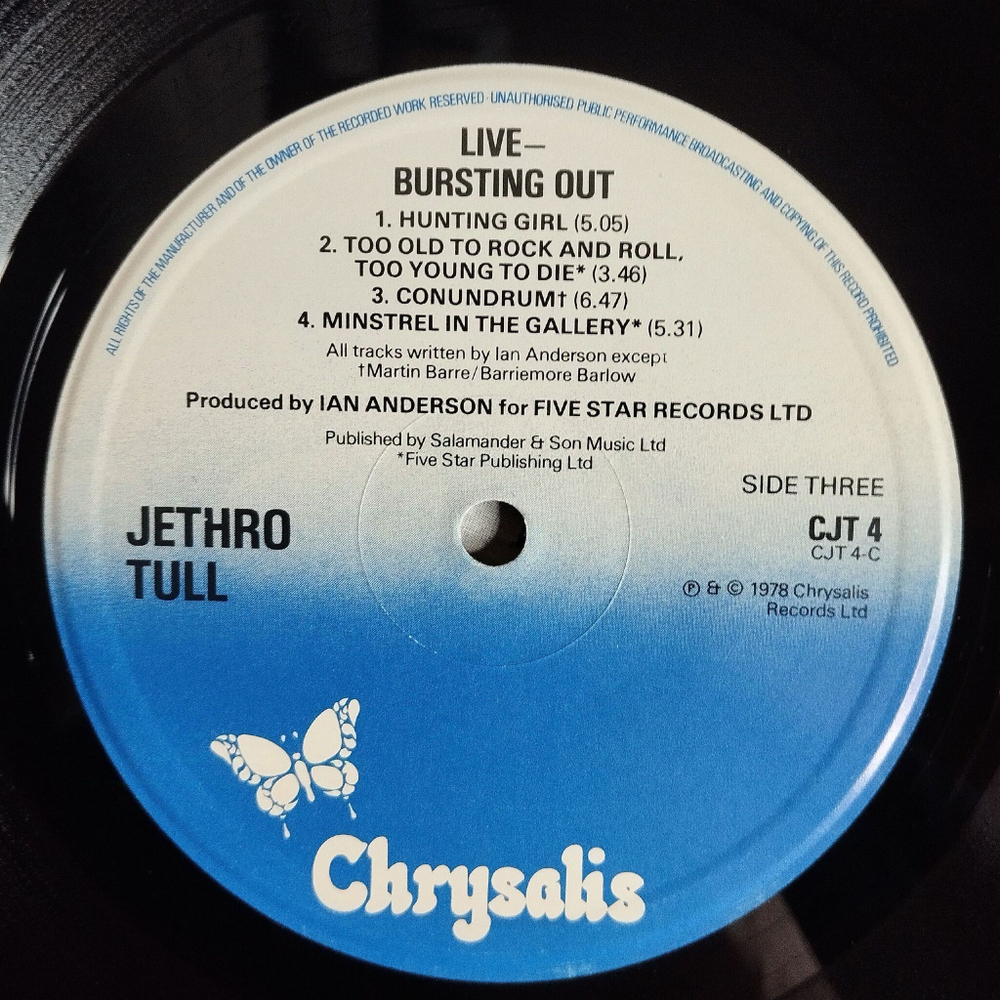 ALL RIGHTS OF THE MANUFACTURER AND OF THE OWNER OF THE RECORDED WORK RESERVED · UNAUTHORISED PUBLIC PERFORMANCE BROADCASTING AND COPYING OF THIS RECORD PROHIBITED
LIVE–
BURSTING OUT
1. HUNTING GIRL (5.05)
2. TOO OLD TO ROCK AND ROLL,
TOO YOUNG TO DIE* (3.46)
3. CONUNDRUM† (6.47)
4. MINSTREL IN THE GALLERY* (5.31)
All tracks written by Ian Anderson except
†Martin Barre/Barriemore Barlow
Produced by IAN ANDERSON for FIVE STAR RECORDS LTD
Published by Salamander & Son Music Ltd
*Five Star Publishing Ltd
SIDE THREE
JETHRO
TULL
CJT 4
CJT 4-C
℗ & © 1978 Chrysalis
Records Ltd
Chrysalis